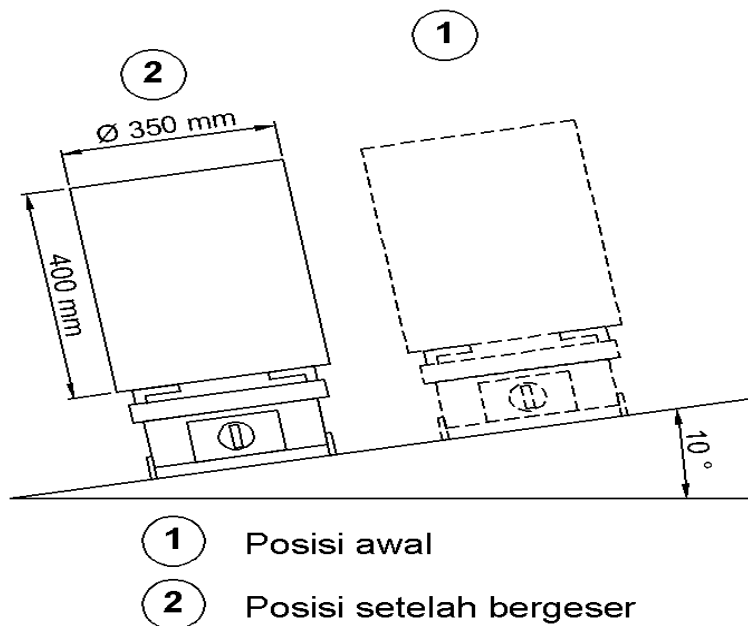 1
2
Ø 350 mm
400 mm
10 °
1 Posisi awal
2 Posisi setelah bergeser